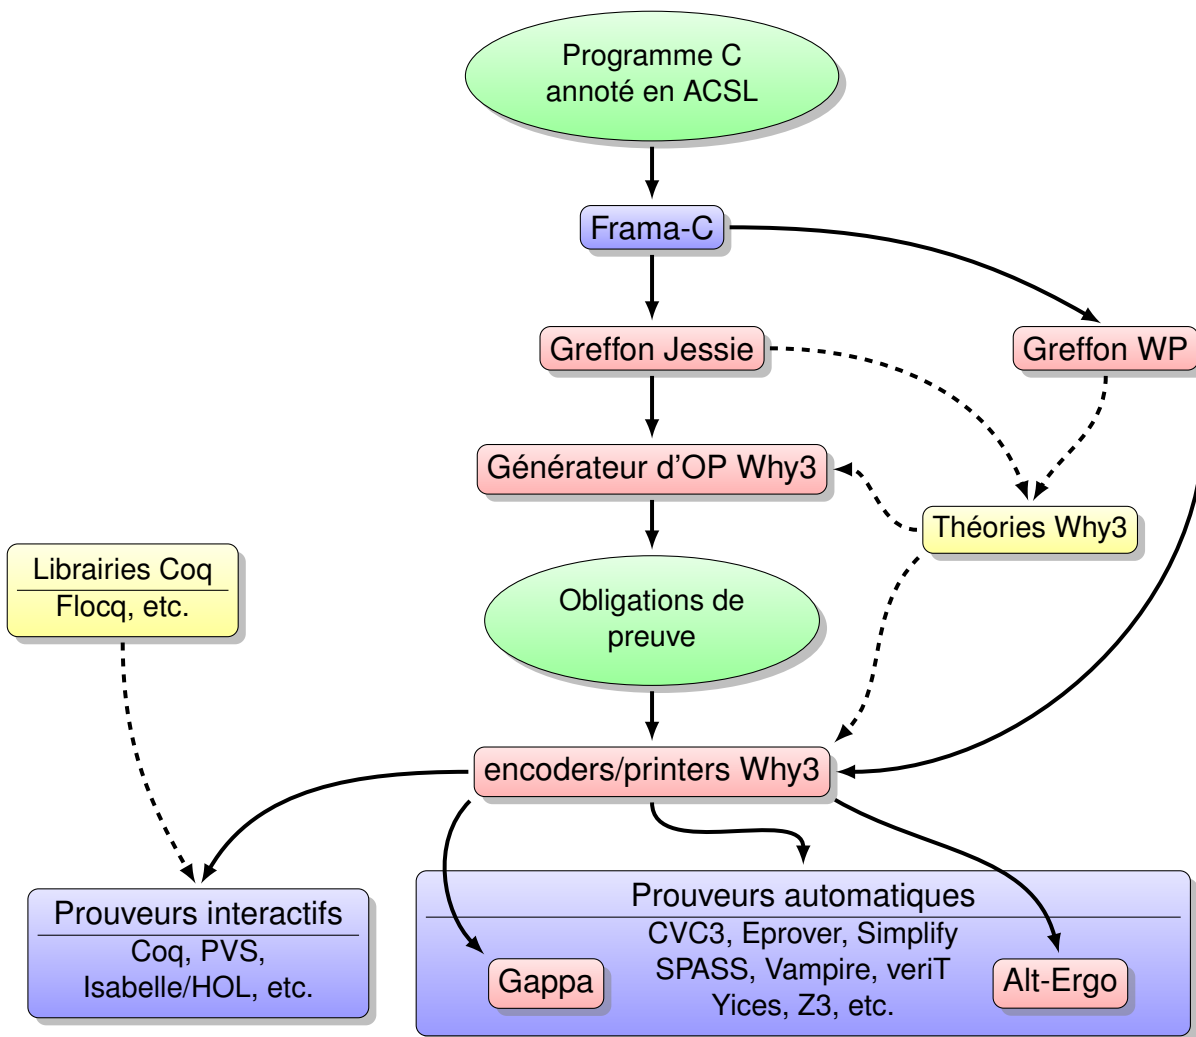 Programme C
annoté en ACSL
Frama-C
Greffon Jessie
Greffon WP
Générateur d'OP Why3
Théories Why3
Librairies Coq
Flocq, etc.
Obligations de
preuve
encoders/printers Why3
Prouveurs interactifs
Coq, PVS,
Isabelle/HOL, etc.
Prouveurs automatiques
CVC3, Eprover, Simplify
SPASS, Vampire, veriT
Yices, Z3, etc.
Gappa
Alt-Ergo